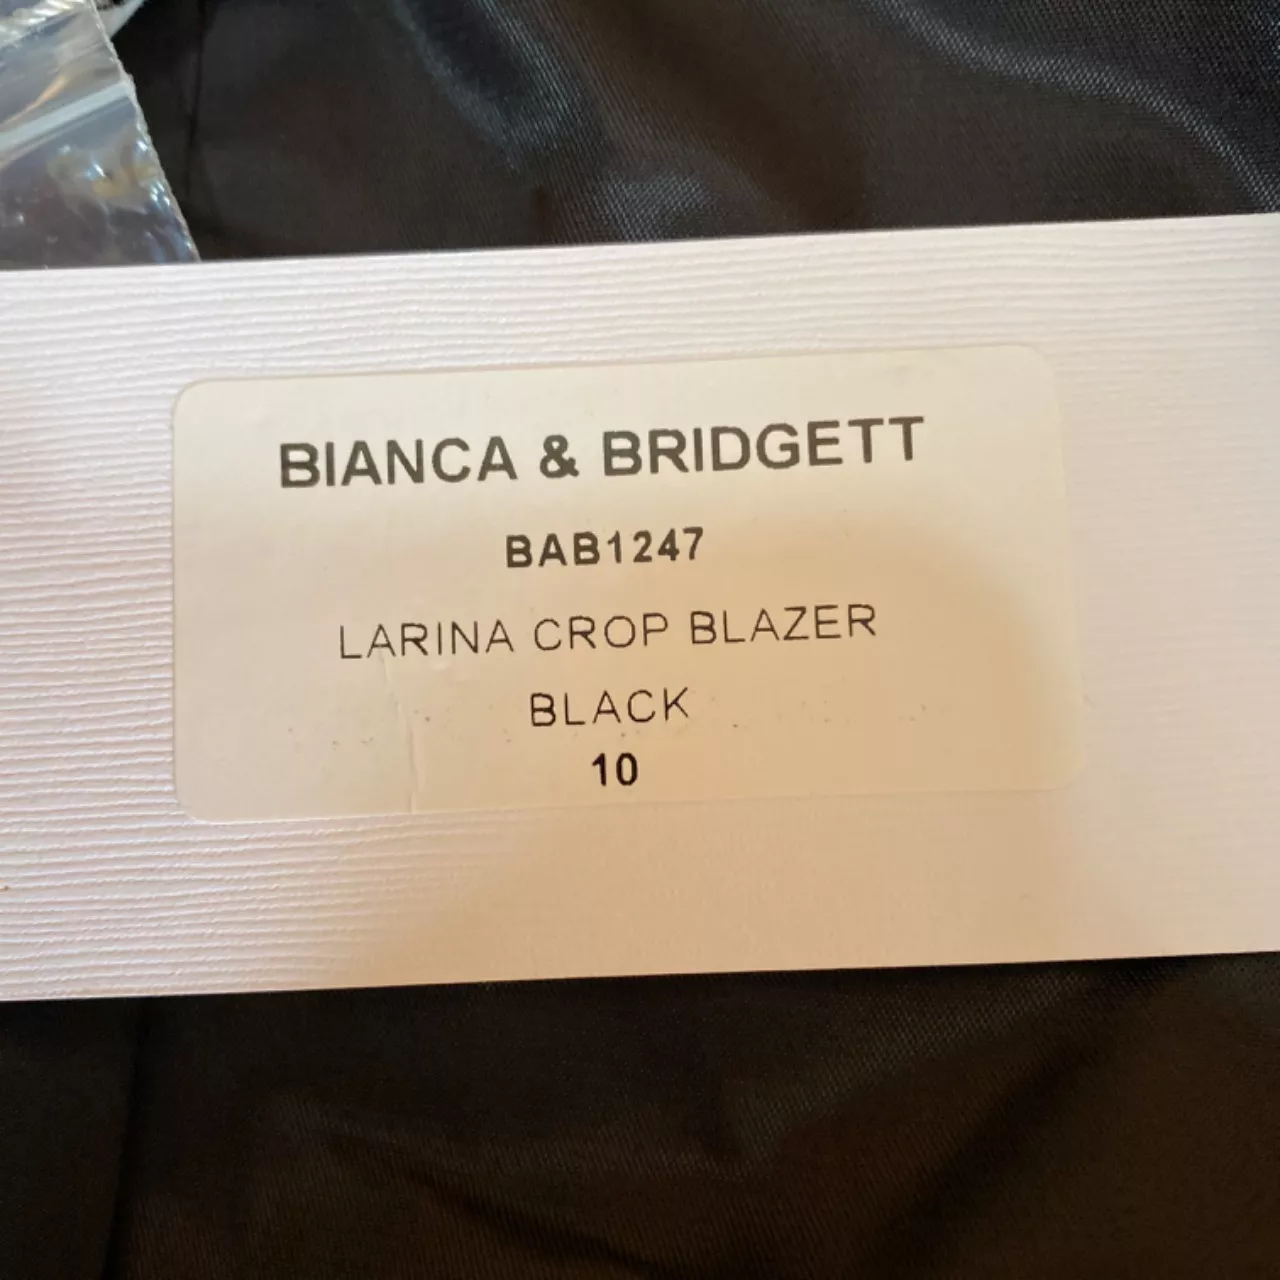 BIANCA & BRIDGETT
BAB1247
LARINA CROP BLAZER
BLACK
10